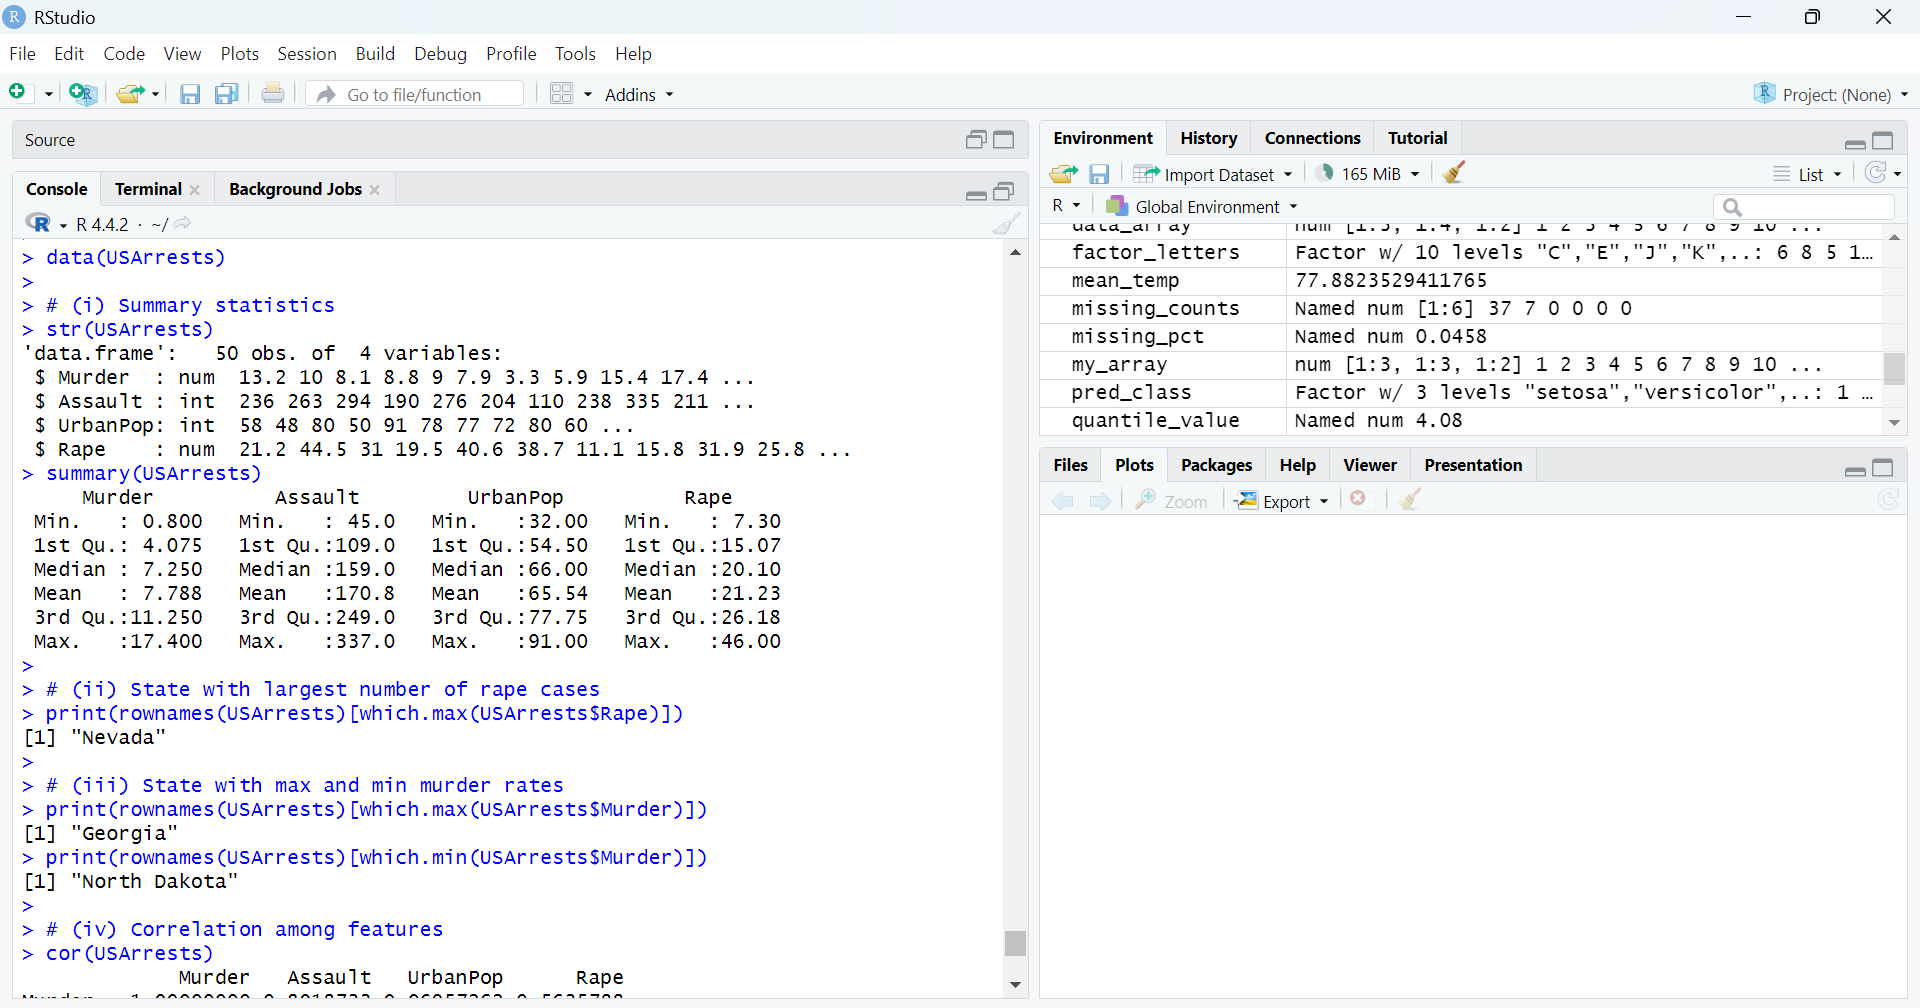 RStudio
File Edit Code View Plots Session Build Debug Profile Tools Help
Go to file/function Addins Project: (None)
Source
Console Terminal Background Jobs
R 4.4.2 · ~/
> data(USArrests)
>
> # (i) Summary statistics
> str(USArrests)
'data.frame':   50 obs. of  4 variables:
 $ Murder  : num  13.2 10 8.1 8.8 9 7.9 3.3 5.9 15.4 17.4 ...
 $ Assault : int  236 263 294 190 276 204 110 238 335 211 ...
 $ UrbanPop: int  58 48 80 50 91 78 77 72 80 60 ...
 $ Rape    : num  21.2 44.5 31 19.5 40.6 38.7 11.1 15.8 31.9 25.8 ...
> summary(USArrests)
     Murder          Assault         UrbanPop          Rape
 Min.   : 0.800   Min.   : 45.0   Min.   :32.00   Min.   : 7.30
 1st Qu.: 4.075   1st Qu.:109.0   1st Qu.:54.50   1st Qu.:15.07
 Median : 7.250   Median :159.0   Median :66.00   Median :20.10
 Mean   : 7.788   Mean   :170.8   Mean   :65.54   Mean   :21.23
 3rd Qu.:11.250   3rd Qu.:249.0   3rd Qu.:77.75   3rd Qu.:26.18
 Max.   :17.400   Max.   :337.0   Max.   :91.00   Max.   :46.00
>
> # (ii) State with largest number of rape cases
> print(rownames(USArrests)[which.max(USArrests$Rape)])
[1] "Nevada"
>
> # (iii) State with max and min murder rates
> print(rownames(USArrests)[which.max(USArrests$Murder)])
[1] "Georgia"
> print(rownames(USArrests)[which.min(USArrests$Murder)])
[1] "North Dakota"
>
> # (iv) Correlation among features
> cor(USArrests)
             Murder   Assault   UrbanPop      Rape
Environment History Connections Tutorial
Import Dataset 165 MiB List
R Global Environment
data_array num [1:5, 1:4, 1:2] 1 2 3 4 5 6 7 8 9 10 ...
factor_letters Factor w/ 10 levels "C","E","J","K",..: 6 8 5 1…
mean_temp 77.8823529411765
missing_counts Named num [1:6] 37 7 0 0 0 0
missing_pct Named num 0.0458
my_array num [1:3, 1:3, 1:2] 1 2 3 4 5 6 7 8 9 10 ...
pred_class Factor w/ 3 levels "setosa","versicolor",..: 1 …
quantile_value Named num 4.08
Files Plots Packages Help Viewer Presentation
Zoom Export